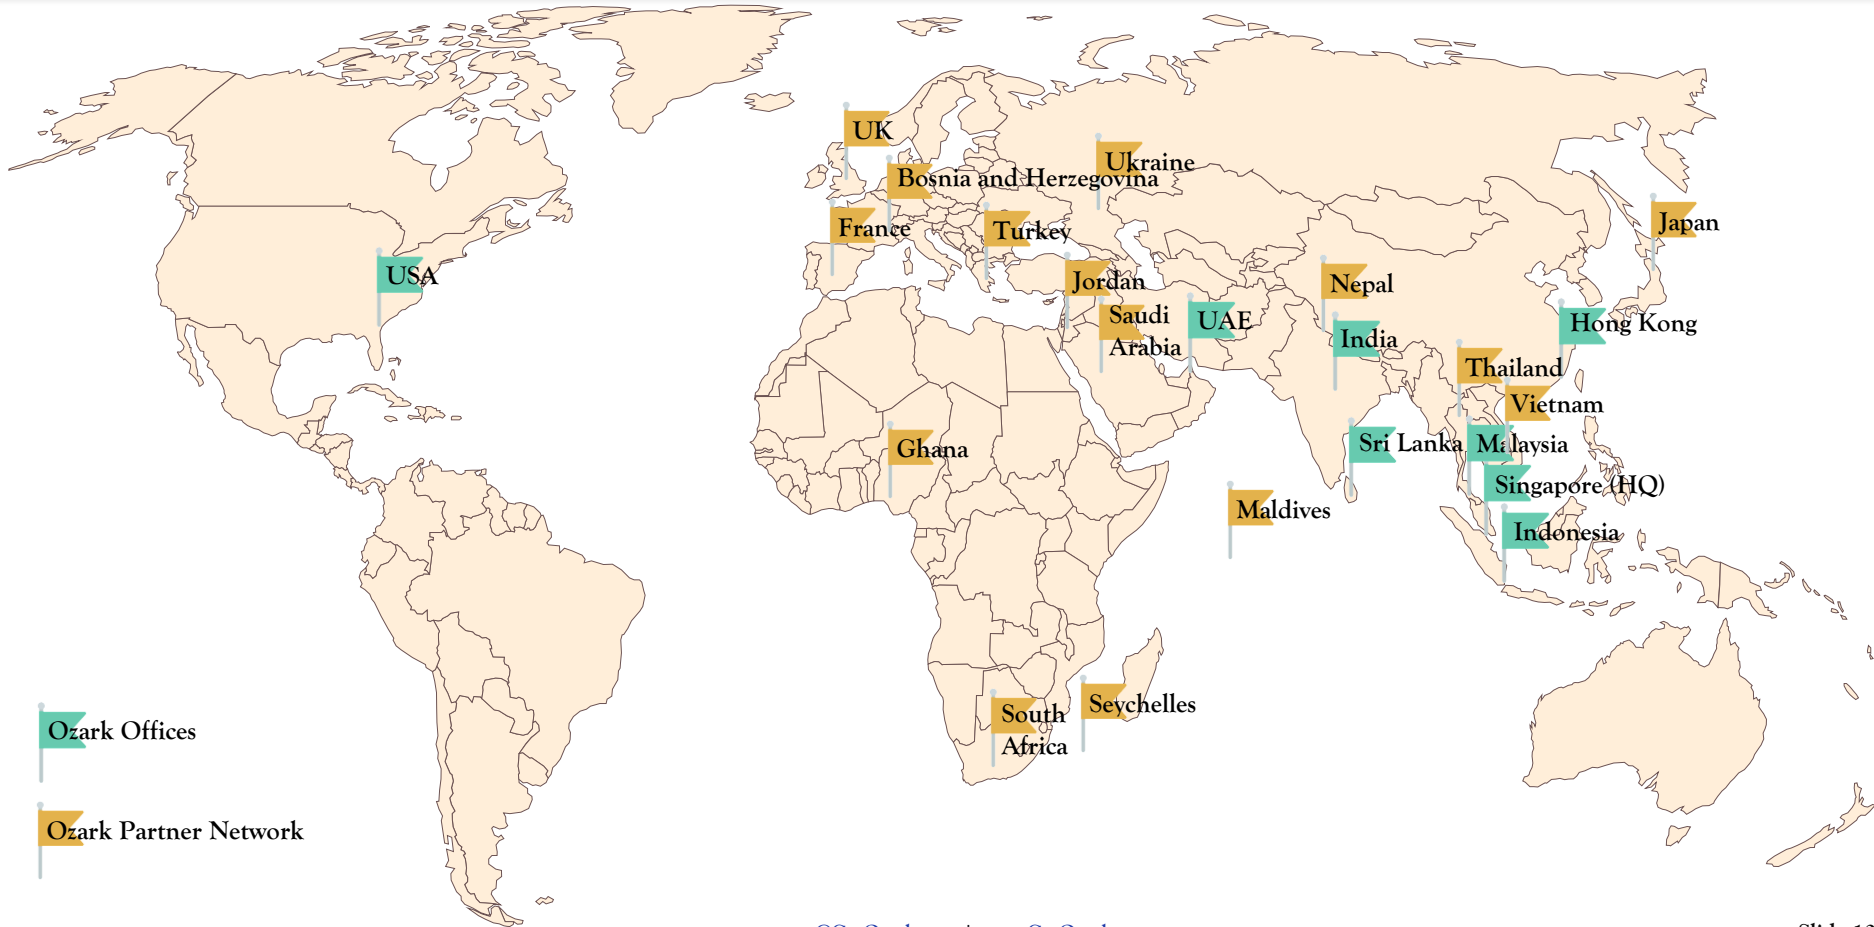 UK
Ukraine
Bosnia and Herzegovina
France
Turkey
Japan
USA
Jordan
Nepal
Saudi
Arabia
UAE
Hong Kong
India
Thailand
Vietnam
Ghana
Sri Lanka
Malaysia
Singapore (HQ)
Maldives
Indonesia
Seychelles
South
Africa
Ozark Offices
Ozark Partner Network